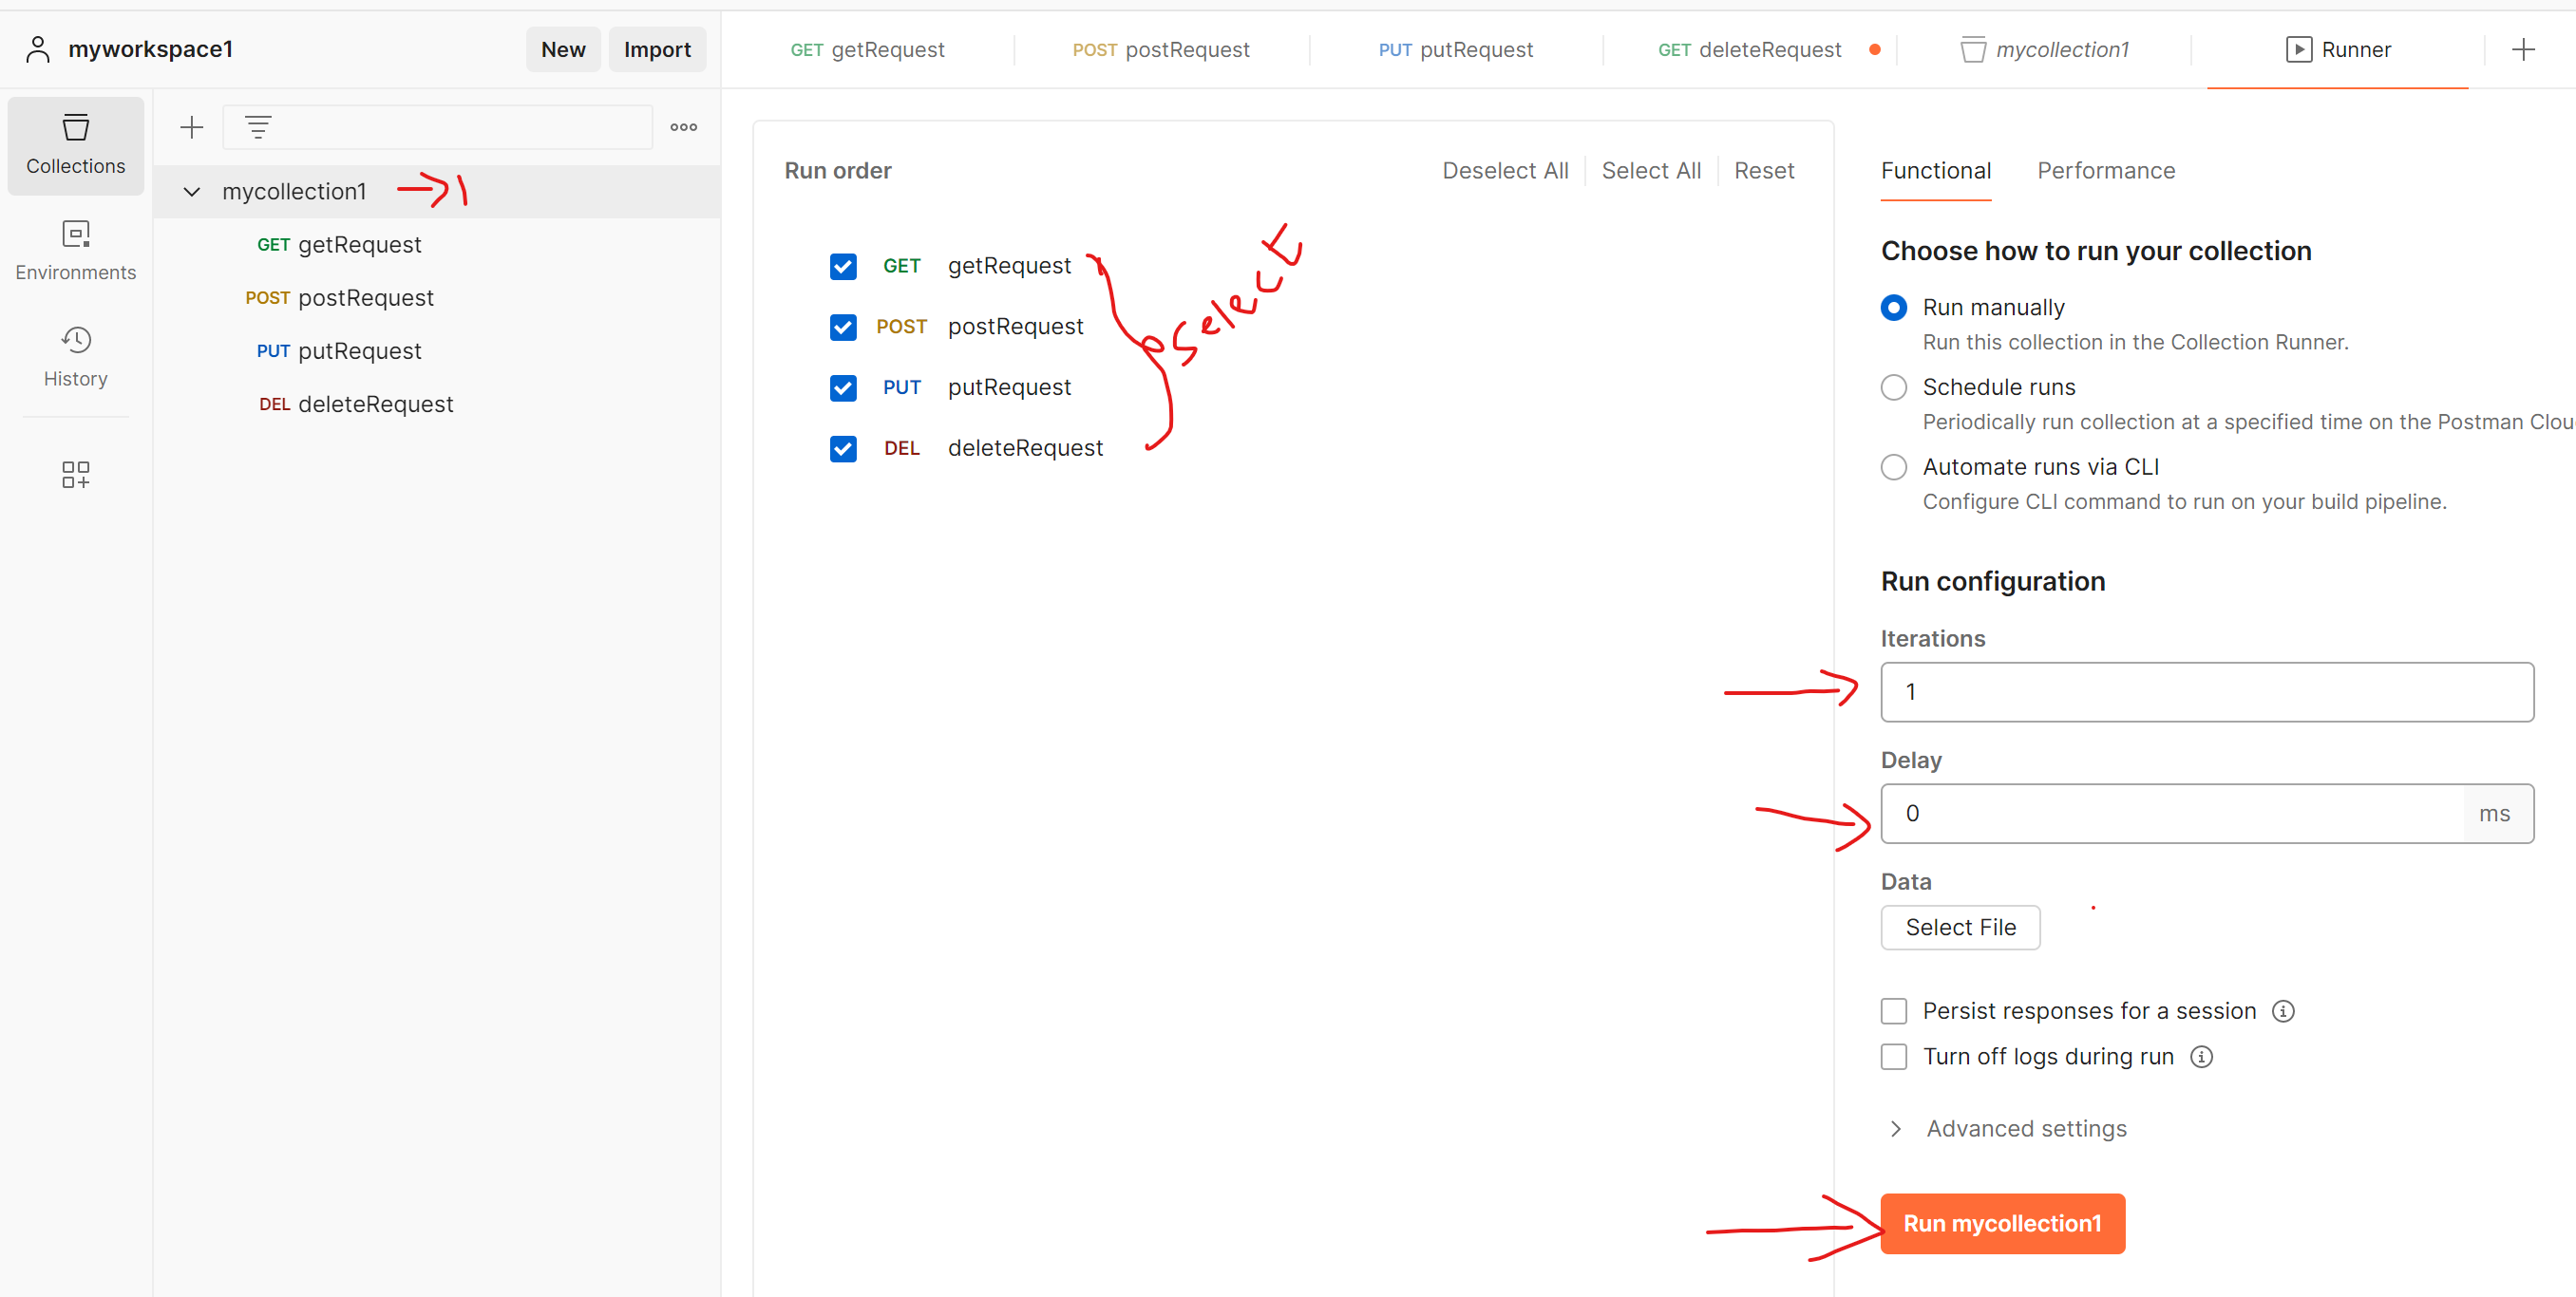 myworkspace1
New
Import
GET getRequest
POST postRequest
PUT putRequest
GET deleteRequest
mycollection1
Runner
Collections
Environments
History
mycollection1 1
GET getRequest
POST postRequest
PUT putRequest
DEL deleteRequest
Run order
Deselect All
Select All
Reset
GET getRequest
POST postRequest
PUT putRequest
DEL deleteRequest
select
Functional
Performance
Choose how to run your collection
Run manually
Run this collection in the Collection Runner.
Schedule runs
Periodically run collection at a specified time on the Postman Clou
Automate runs via CLI
Configure CLI command to run on your build pipeline.
Run configuration
Iterations
1
Delay
0 ms
Data
Select File
Persist responses for a session
Turn off logs during run
Advanced settings
Run mycollection1